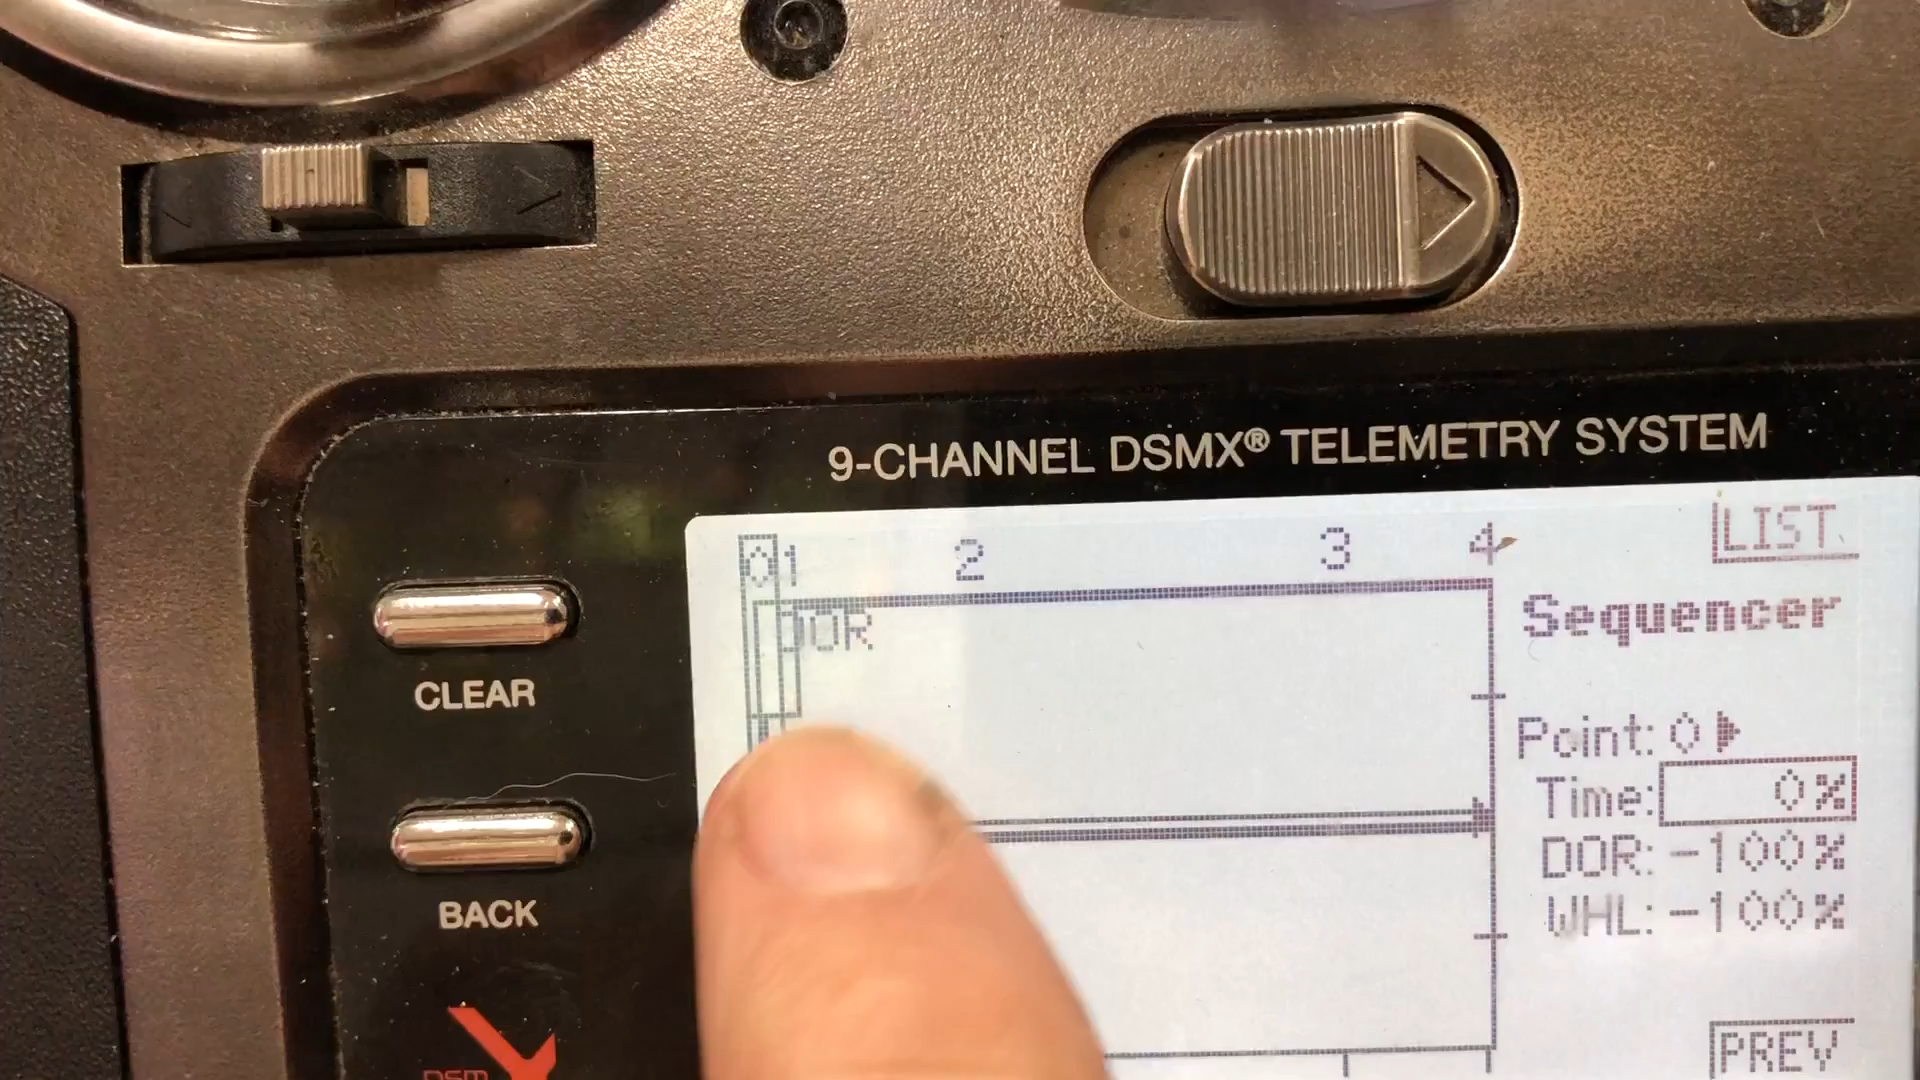 9-CHANNEL DSMX® TELEMETRY SYSTEM
0 1 2 3 4
LIST
DOR
Sequencer
Point: 0
Time: 0%
DOR: -100%
WHL: -100%
PREV
CLEAR
BACK
DSM